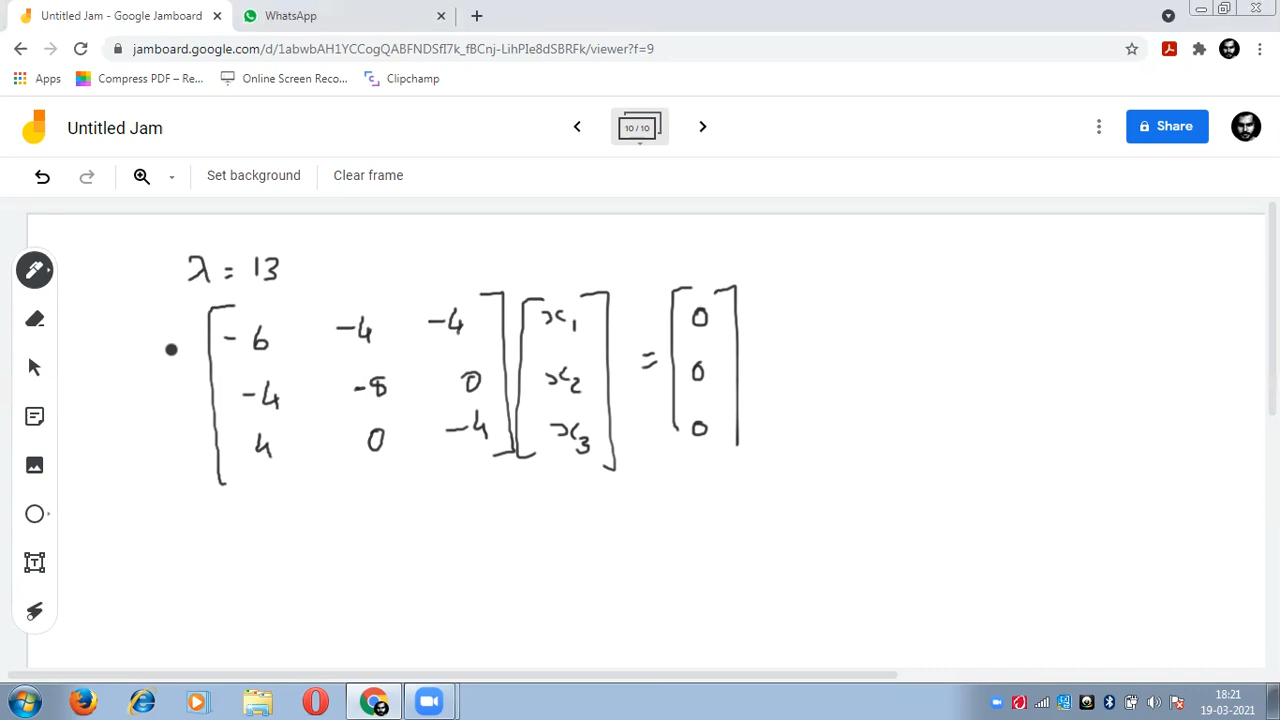 Untitled Jam - Google Jamboard
WhatsApp
jamboard.google.com/d/1abwbAH1YCCogQABFNDSfI7k_fBCnj-LihPIe8dSBRFk/viewer?f=9
Apps Compress PDF – Re... Online Screen Reco... Clipchamp
Untitled Jam
10 / 10
Share
Set background Clear frame
λ = 13
-6 -4 -4 x1 = 0
-4 -8 0 x2 0
4 0 -4 x3 0
18:21
19-03-2021